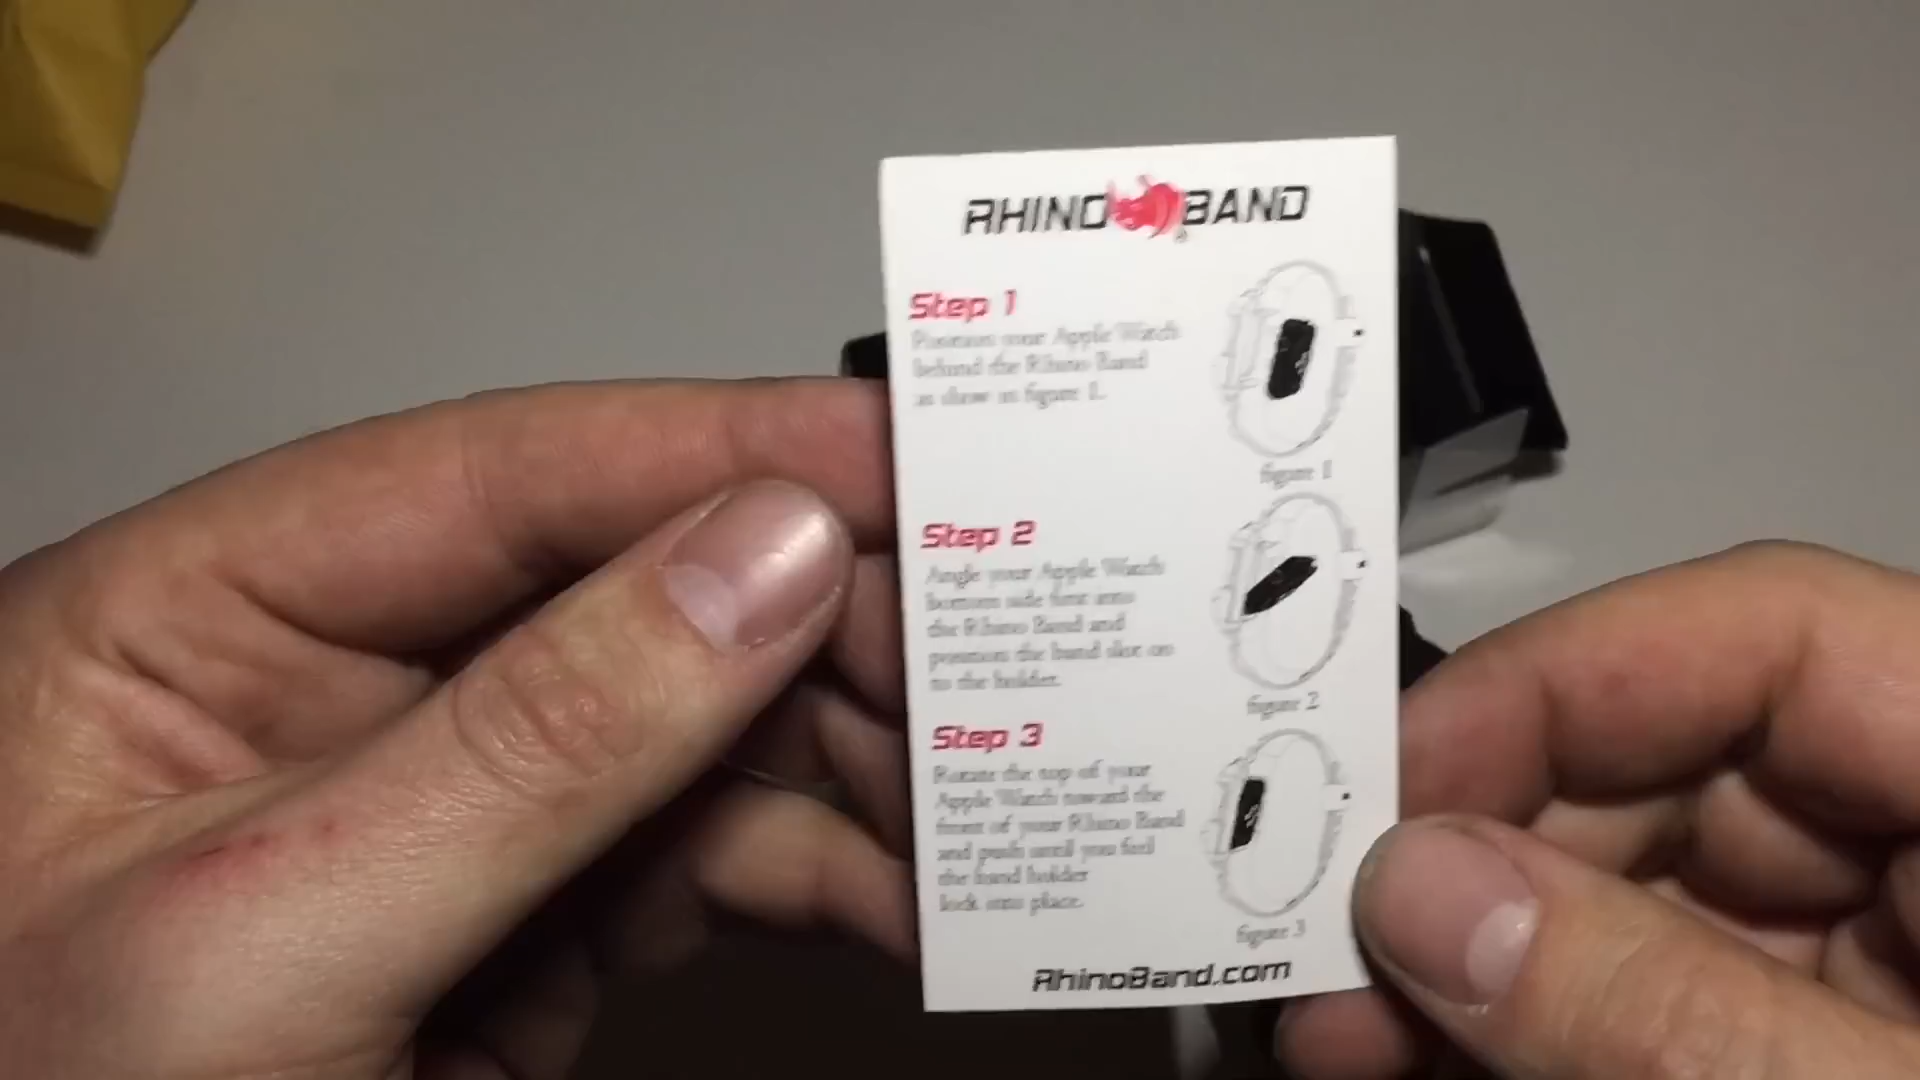 RHINO BAND
Step 1
Position your Apple Watch
behind the Rhino Band
as show in figure 1.
figure 1
Step 2
Angle your Apple Watch
bottom side first into
the Rhino Band and
position the band slot on
to the holder.
figure 2
Step 3
Rotate the top of your
Apple Watch toward the
front of your Rhino Band
and push until you feel
the band holder
lock into place.
figure 3
RhinoBand.com